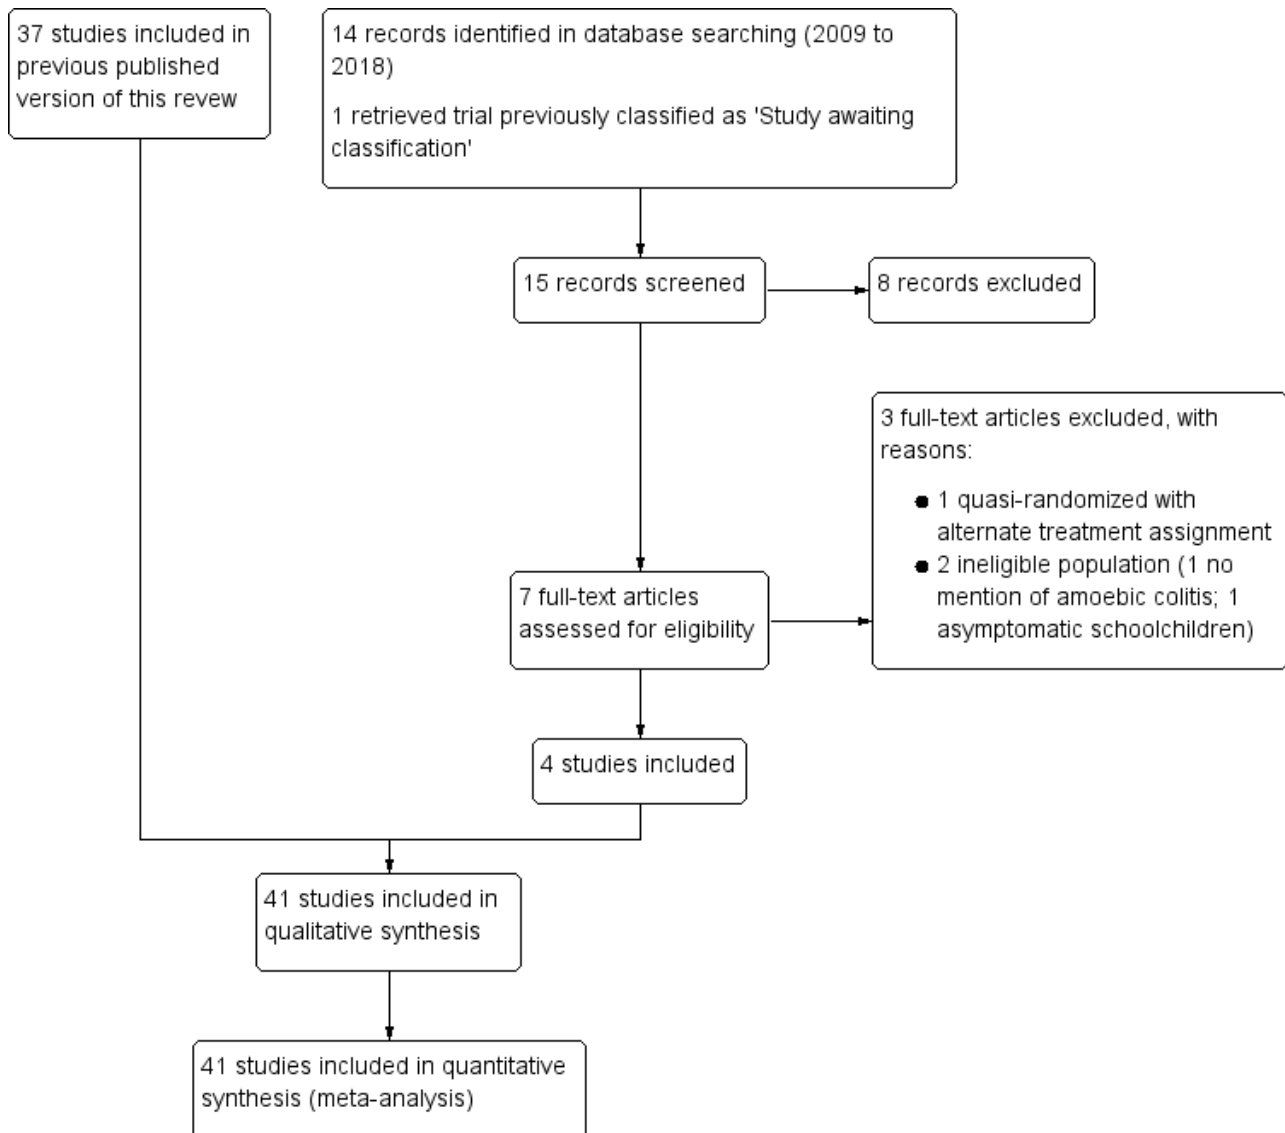 37 studies included in
previous published
version of this revew
14 records identified in database searching (2009 to
2018)
1 retrieved trial previously classified as 'Study awaiting
classification'
15 records screened
8 records excluded
3 full-text articles excluded, with
reasons:
● 1 quasi-randomized with
alternate treatment assignment
● 2 ineligible population (1 no
mention of amoebic colitis; 1
asymptomatic schoolchildren)
7 full-text articles
assessed for eligibility
4 studies included
41 studies included in
qualitative synthesis
41 studies included in quantitative
synthesis (meta-analysis)